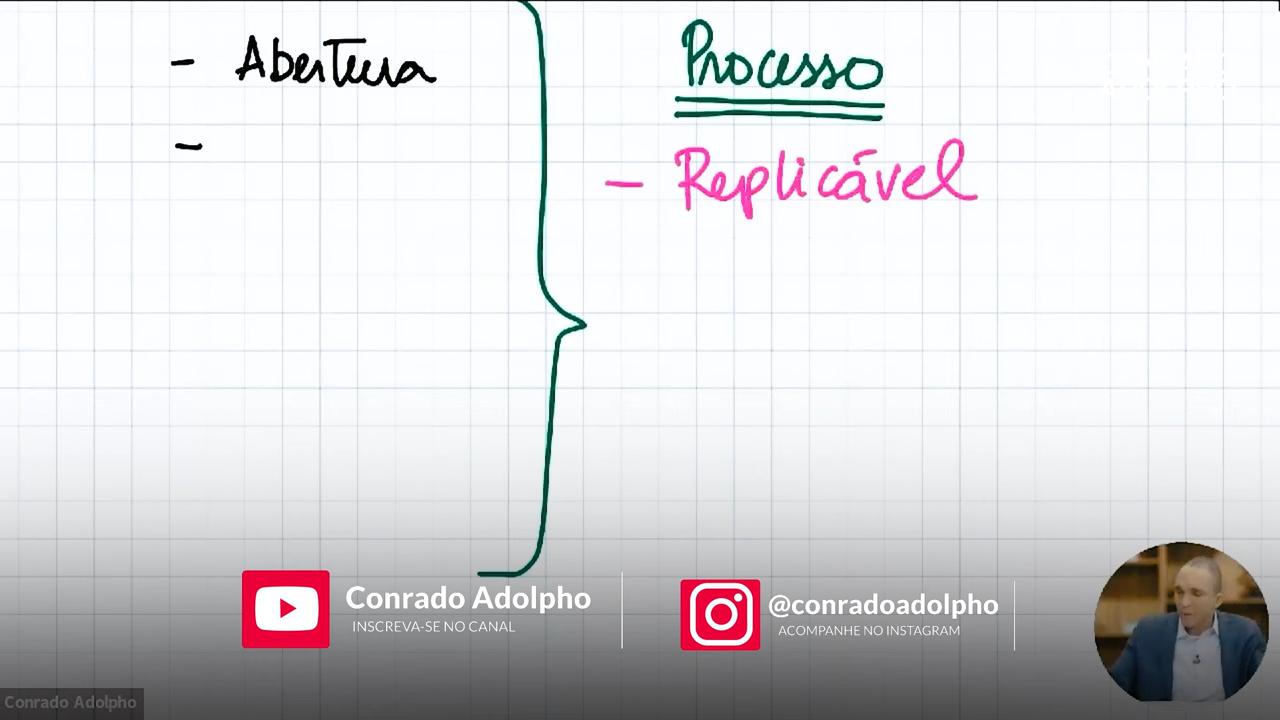 - Abertura
-
Processo
- Replicável
Conrado Adolpho
INSCREVA-SE NO CANAL
@conradoadolpho
ACOMPANHE NO INSTAGRAM
Conrado Adolpho